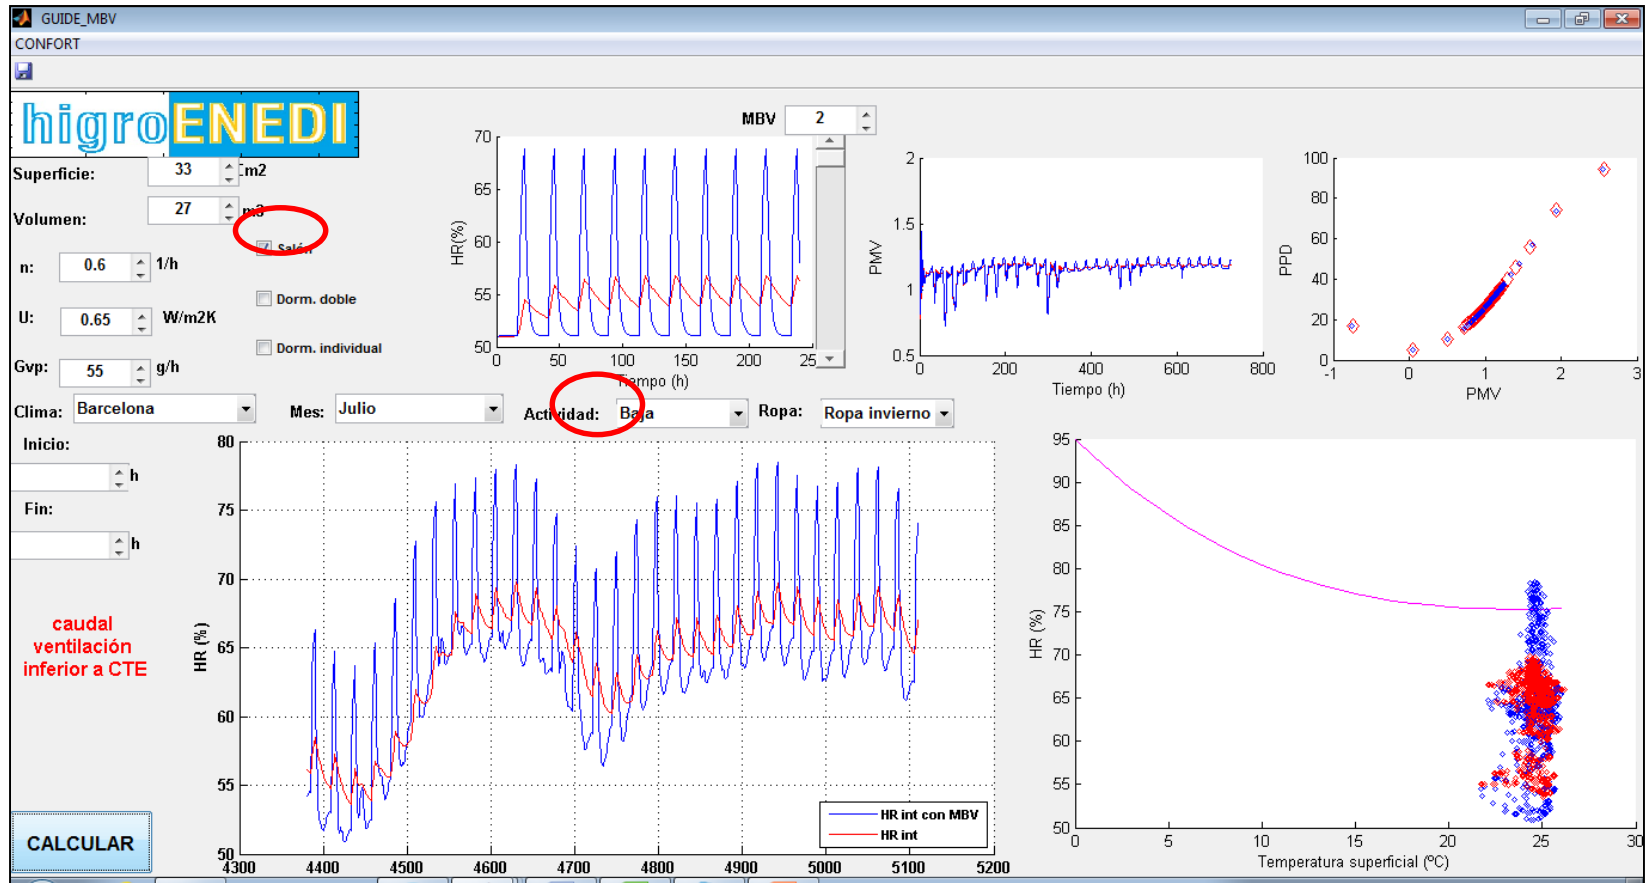 GUIDE_MBV
CONFORT
higroENEDI
MBV 2
Superficie: 33 m2
Volumen: 27 m3
Salón
n: 0.6 1/h
Dorm. doble
U: 0.65 W/m2K
Dorm. individual
Gvp: 55 g/h
70
65
60
55
50
HR(%)
0 50 100 150 200 25
Tiempo (h)
2
1.5
1
0.5
PMV
0 200 400 600 800
Tiempo (h)
100
80
60
40
20
0
PPD
-1 0 1 2 3
PMV
Clima: Barcelona Mes: Julio Actividad: Baja Ropa: Ropa invierno
Inicio:
h
Fin:
h
caudal
ventilación
inferior a CTE
CALCULAR
80
75
70
65
60
55
50
HR (%)
4300 4400 4500 4600 4700 4800 4900 5000 5100 5200
HR int con MBV
HR int
95
90
85
80
75
70
65
60
55
50
HR (%)
0 5 10 15 20 25 30
Temperatura superficial (ºC)